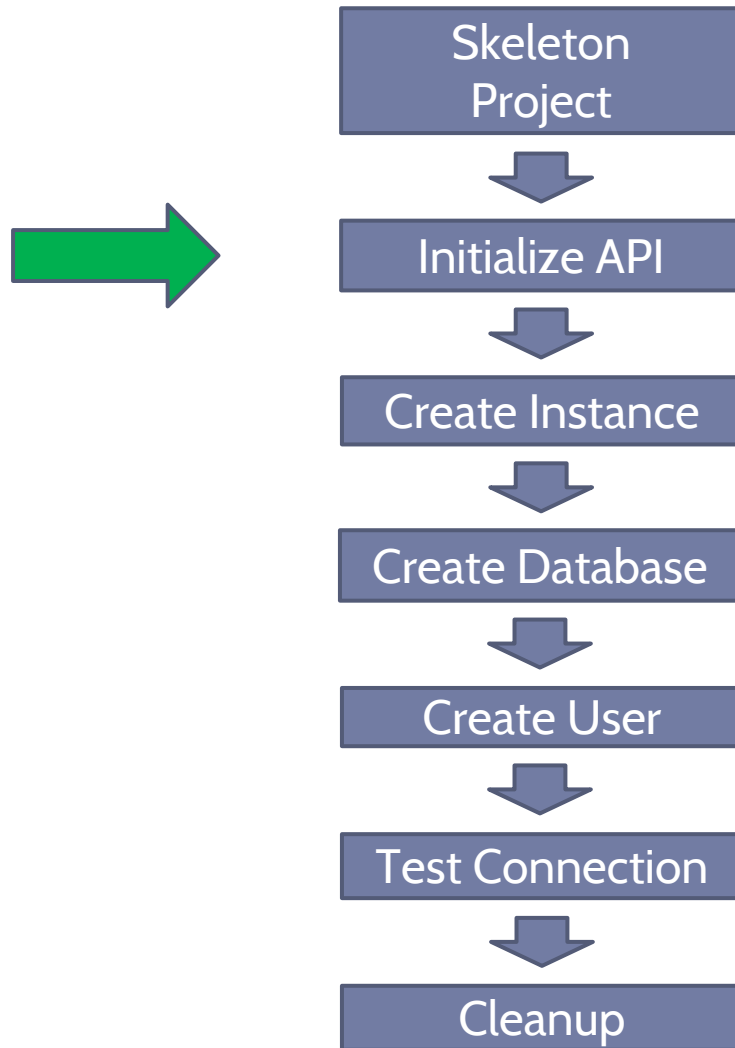 Skeleton
Project
Initialize API
Create Instance
Create Database
Create User
Test Connection
Cleanup